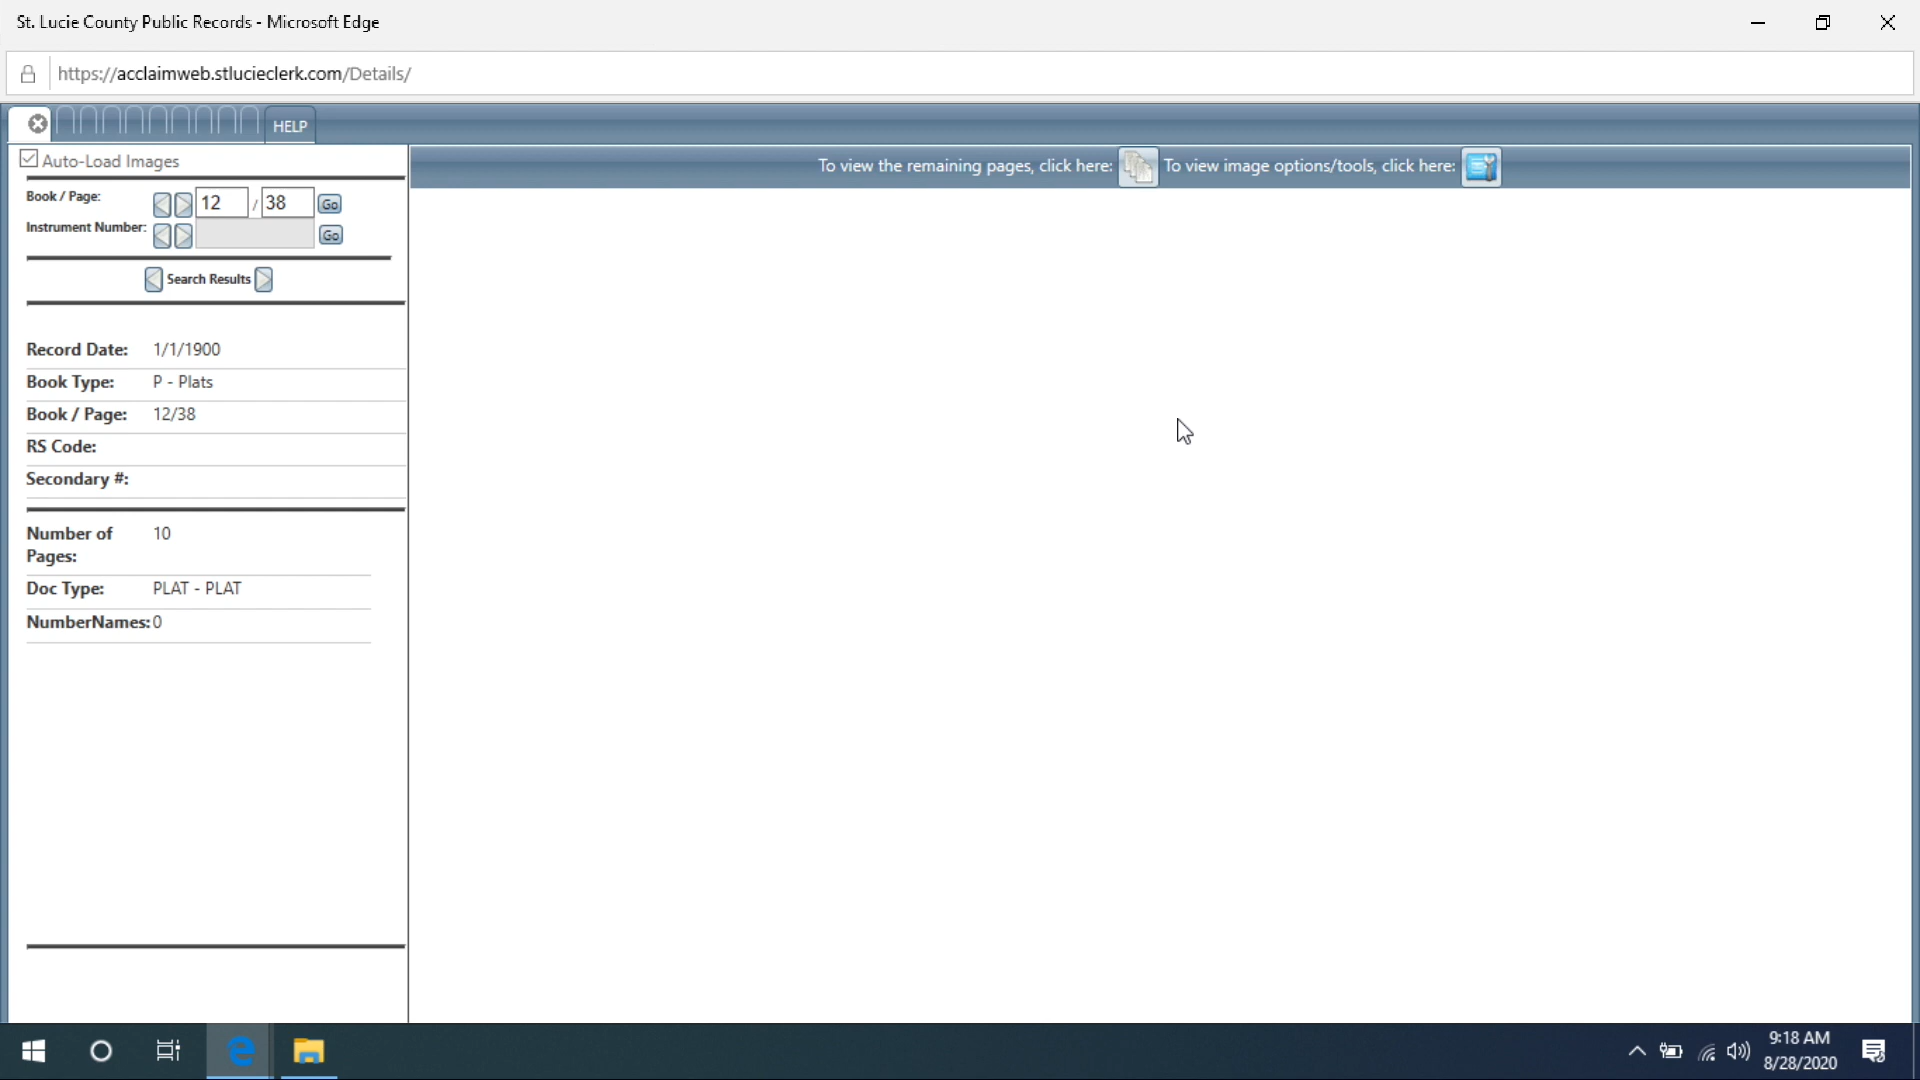 St. Lucie County Public Records - Microsoft Edge
https://acclaimweb.stlucieclerk.com/Details/
HELP
Auto-Load Images
To view the remaining pages, click here: To view image options/tools, click here:
Book / Page: 12 / 38 Go
Instrument Number: Go
Search Results
Record Date: 1/1/1900
Book Type: P - Plats
Book / Page: 12/38
RS Code:
Secondary #:
Number of Pages: 10
Doc Type: PLAT - PLAT
NumberNames: 0
9:18 AM
8/28/2020